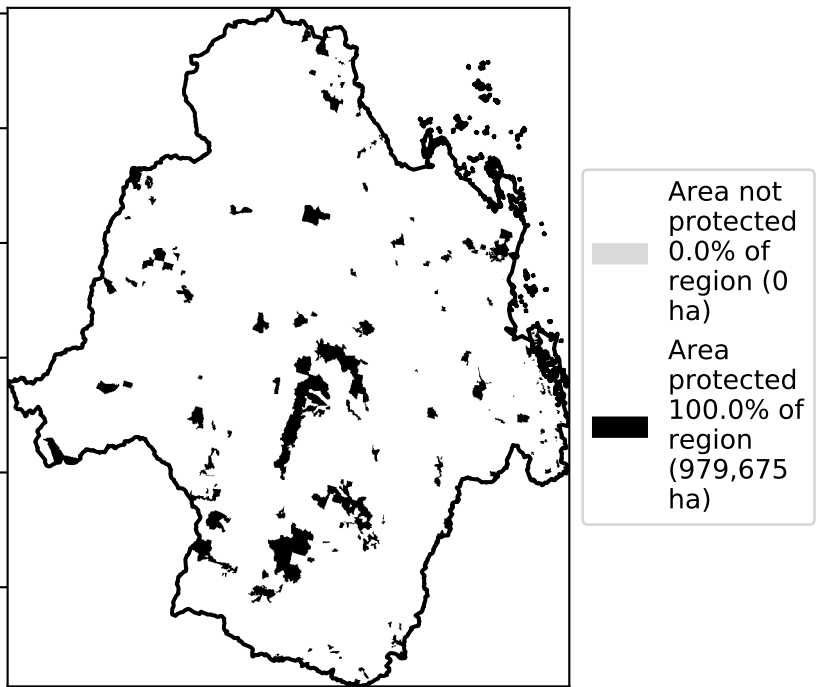 Area not
protected
0.0% of
region (0
ha)
Area
protected
100.0% of
region
(979,675
ha)